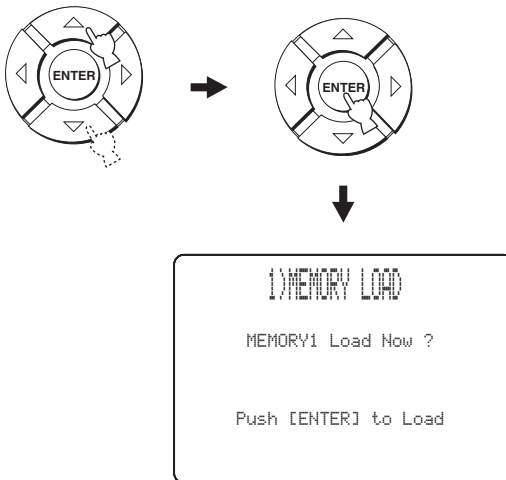 ENTER
ENTER
1)MEMORY LOAD
MEMORY1 Load Now ?
Push [ENTER] to Load